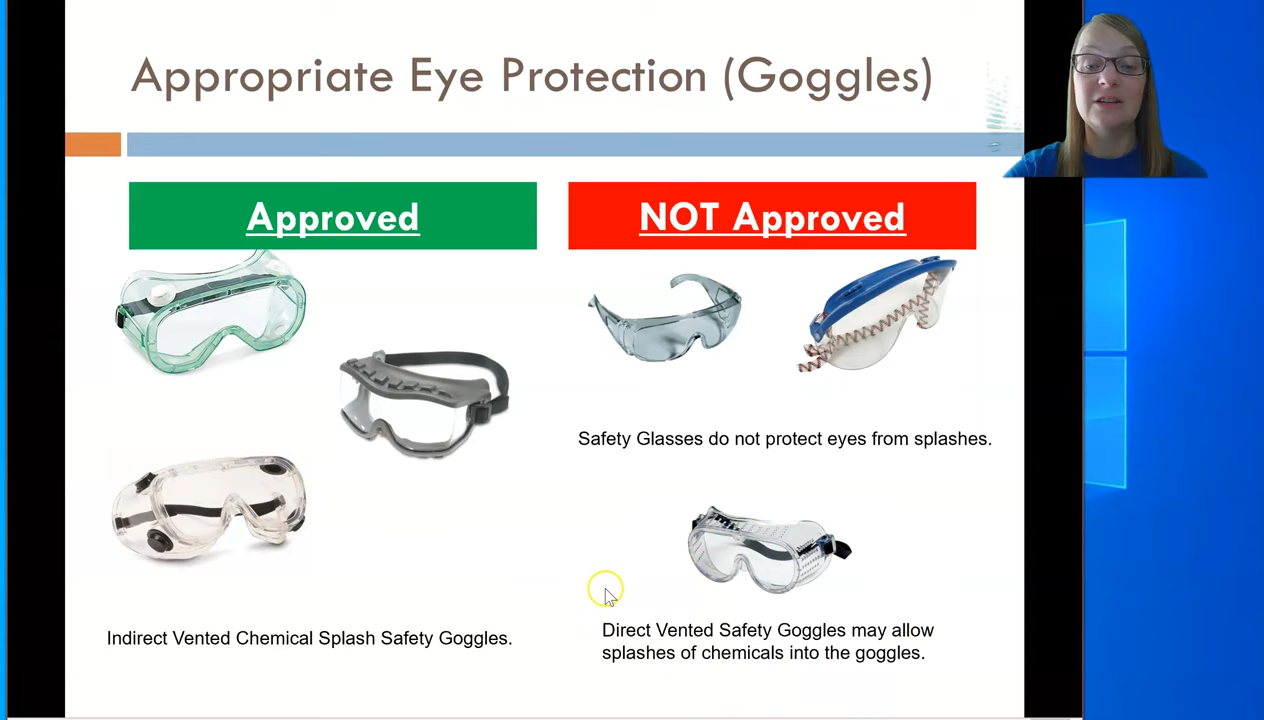 Appropriate Eye Protection (Goggles)
Approved
NOT Approved
Safety Glasses do not protect eyes from splashes.
Indirect Vented Chemical Splash Safety Goggles.
Direct Vented Safety Goggles may allow
splashes of chemicals into the goggles.